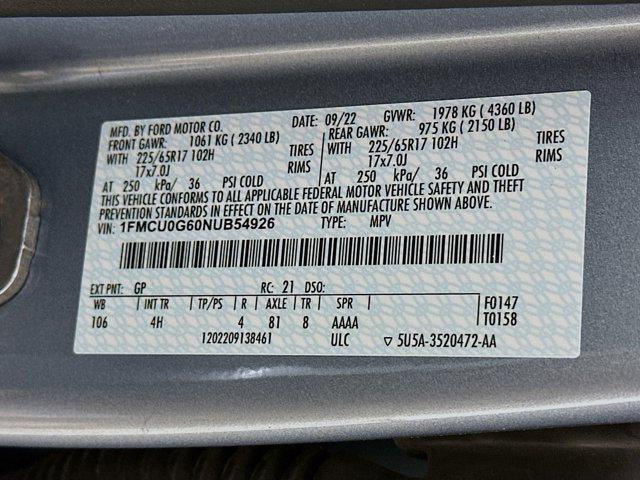 MFD. BY FORD MOTOR CO. DATE: 09/22 GVWR: 1978 KG ( 4360 LB)
FRONT GAWR: 1061 KG ( 2340 LB) REAR GAWR: 975 KG ( 2150 LB)
WITH 225/65R17 102H TIRES WITH 225/65R17 102H TIRES
17x7.0J RIMS 17x7.0J RIMS
AT 250 kPa/ 36 PSI COLD AT 250 kPa/ 36 PSI COLD
THIS VEHICLE CONFORMS TO ALL APPLICABLE FEDERAL MOTOR VEHICLE SAFETY AND THEFT
PREVENTION STANDARDS IN EFFECT ON THE DATE OF MANUFACTURE SHOWN ABOVE.
VIN: 1FMCU0G60NUB54926 TYPE: MPV
EXT PNT: GP RC: 21 DSO:
WB INT TR TP/PS R AXLE TR SPR F0147
106 4H 4 81 8 AAAA T0158
1202209138461 ULC ▽ 5U5A-3520472-AA